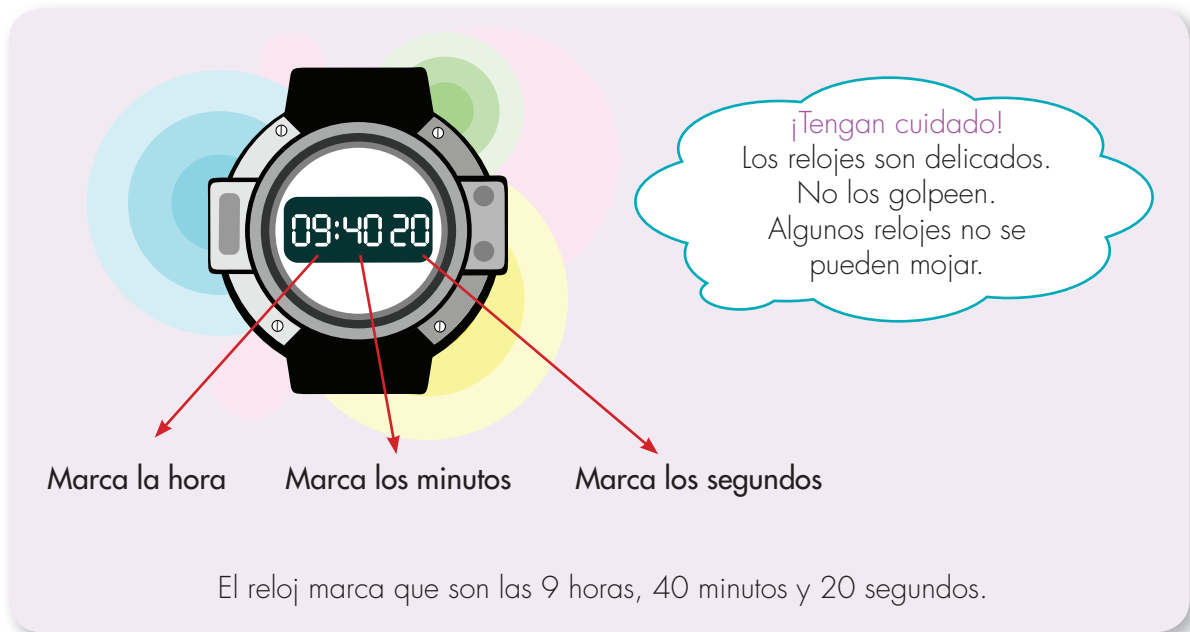 09:40 20
¡Tengan cuidado!
Los relojes son delicados.
No los golpeen.
Algunos relojes no se
pueden mojar.
Marca la hora
Marca los minutos
Marca los segundos
El reloj marca que son las 9 horas, 40 minutos y 20 segundos.